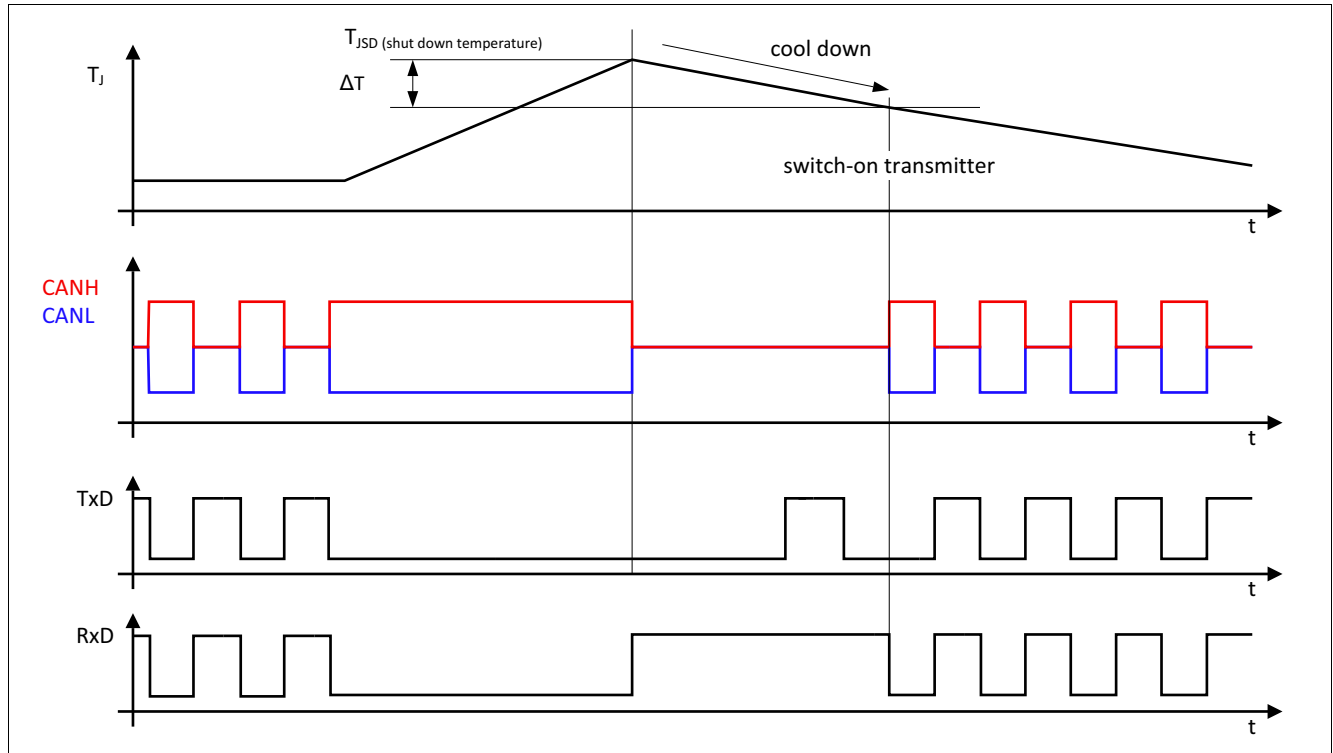 TJSD (shut down temperature)
cool down
TJ
ΔT
switch-on transmitter
t
CANH
CANL
t
TxD
t
RxD
t